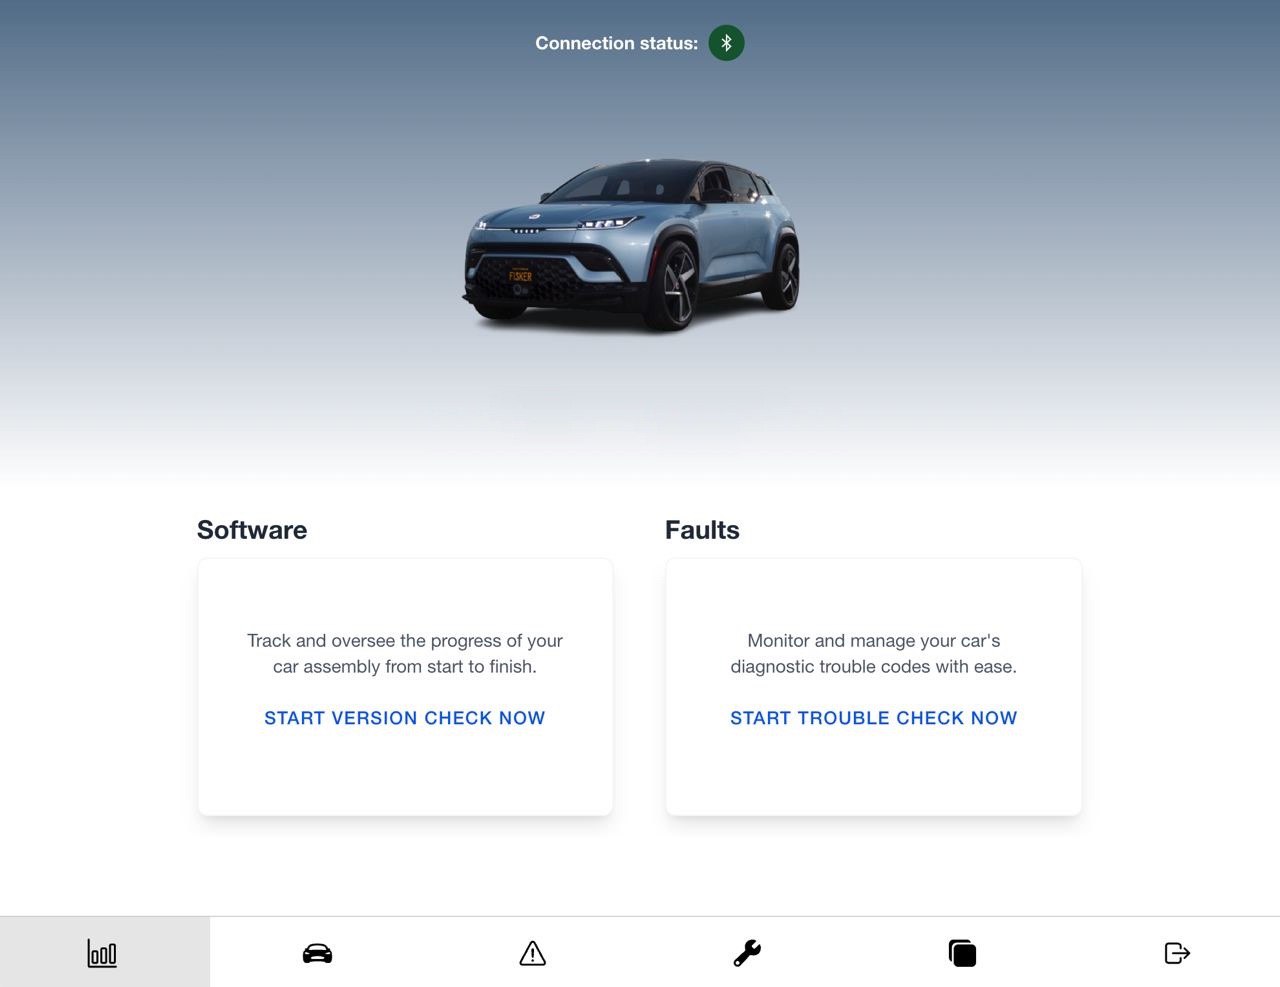 Connection status:
FISKER
Software
Faults
Track and oversee the progress of your
car assembly from start to finish.
START VERSION CHECK NOW
Monitor and manage your car's
diagnostic trouble codes with ease.
START TROUBLE CHECK NOW